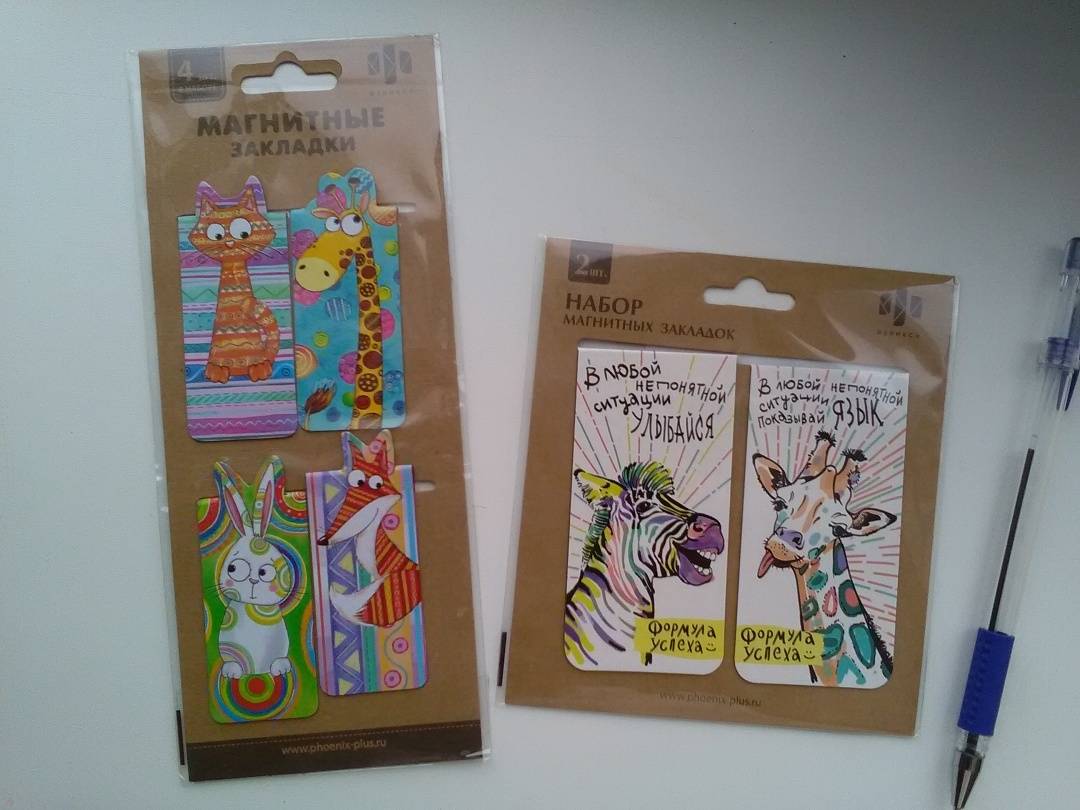 4
МАГНИТНЫЕ
ЗАКЛАДКИ
www.phoenix-plus.ru
2 шт.
ФЕНИКС+
НАБОР
МАГНИТНЫХ ЗАКЛАДОК
В ЛЮБОЙ
НЕПОНЯТНОЙ
СИТУАЦИИ
УЛЫБАЙСЯ
ФОРМУЛА
УСПЕХА
В ЛЮБОЙ НЕПОНЯТНОЙ
СИТУАЦИИ
ПОКАЗЫВАЙ ЯЗЫК
ФОРМУЛА
УСПЕХА
www.phoenix-plus.ru